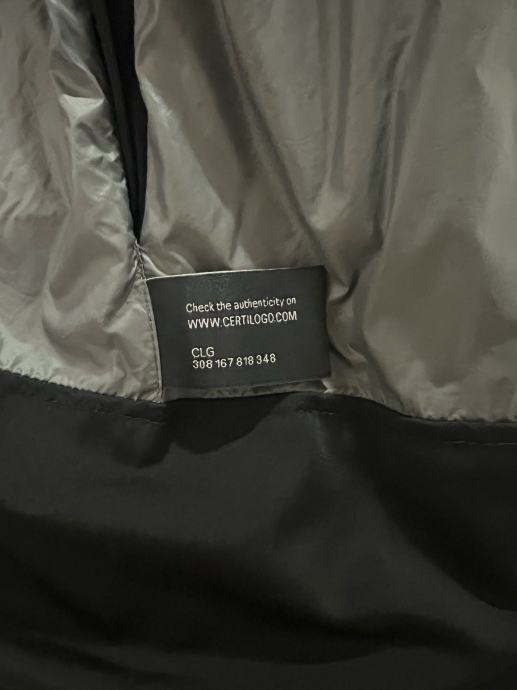 Check the authenticity on
WWW.CERTILOGO.COM
CLG
308 167 818 348